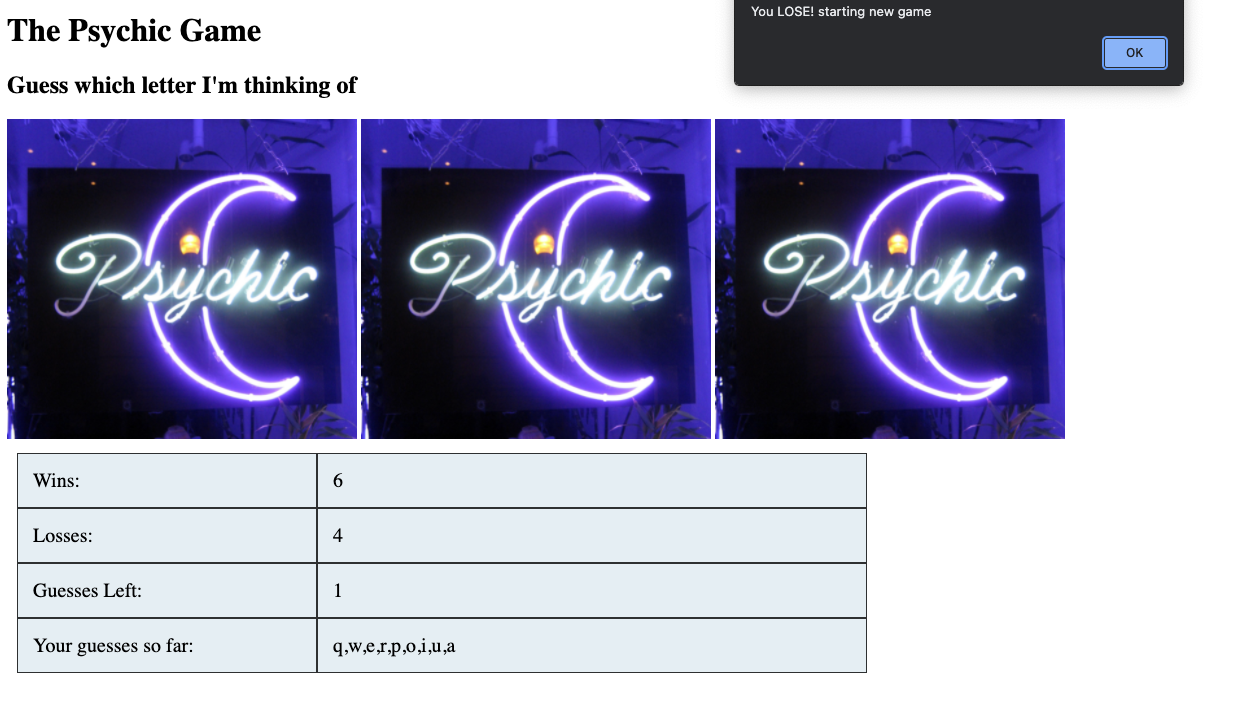 The Psychic Game
You LOSE! starting new game
OK
Guess which letter I'm thinking of
Psychic Psychic Psychic
Wins: 6
Losses: 4
Guesses Left: 1
Your guesses so far: q,w,e,r,p,o,i,u,a